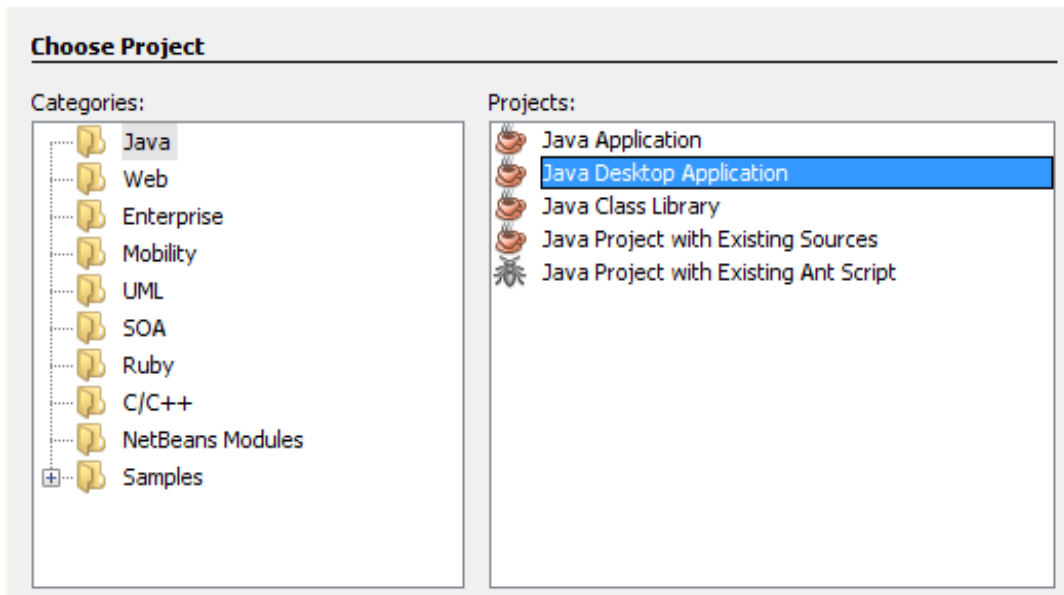 Choose Project
Categories:
Java
Web
Enterprise
Mobility
UML
SOA
Ruby
C/C++
NetBeans Modules
Samples
Projects:
Java Application
Java Desktop Application
Java Class Library
Java Project with Existing Sources
Java Project with Existing Ant Script